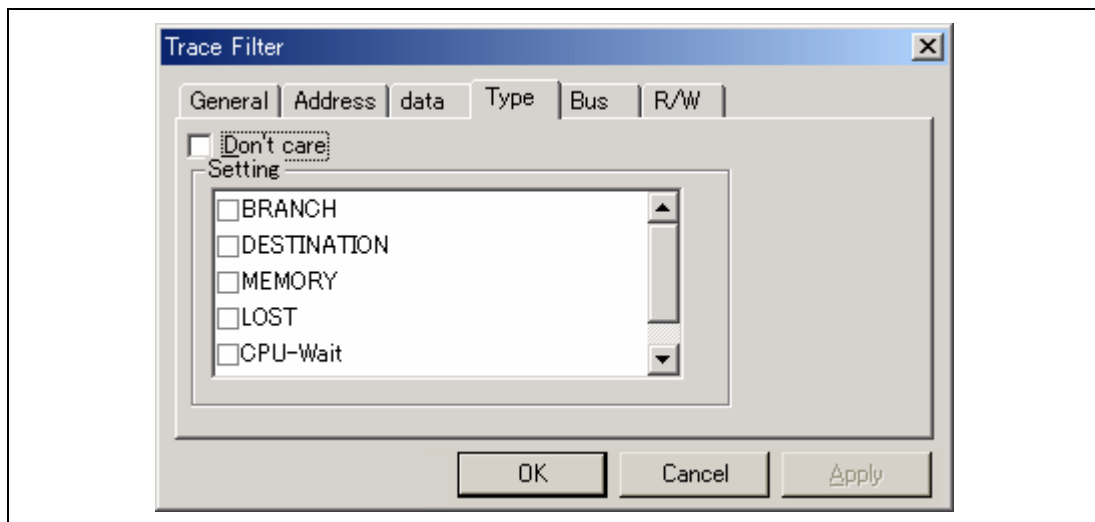 Trace Filter
General Address data Type Bus R/W
Don't care
Setting
BRANCH
DESTINATION
MEMORY
LOST
CPU-Wait
OK Cancel Apply